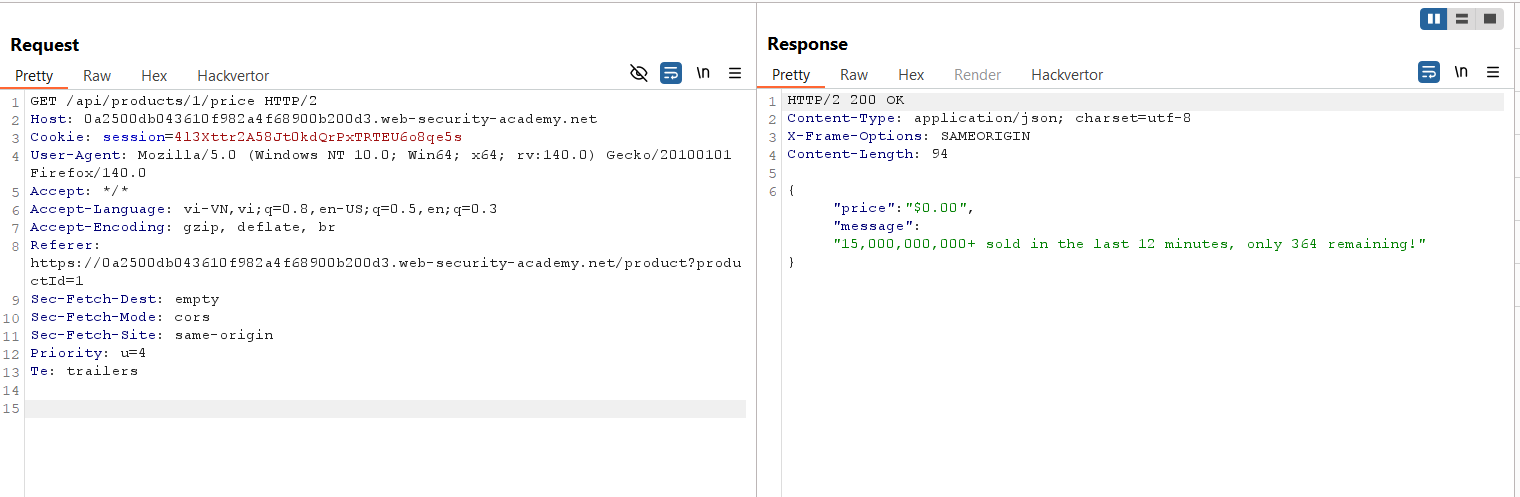 Request
Pretty Raw Hex Hackvertor \n
1 GET /api/products/1/price HTTP/2
2 Host: 0a2500db043610f982a4f68900b200d3.web-security-academy.net
3 Cookie: session=4l3Xttr2A58JtOkdQrPxTRTEU6o8qe5s
4 User-Agent: Mozilla/5.0 (Windows NT 10.0; Win64; x64; rv:140.0) Gecko/20100101
Firefox/140.0
5 Accept: */*
6 Accept-Language: vi-VN,vi;q=0.8,en-US;q=0.5,en;q=0.3
7 Accept-Encoding: gzip, deflate, br
8 Referer:
https://0a2500db043610f982a4f68900b200d3.web-security-academy.net/product?produ
ctId=1
9 Sec-Fetch-Dest: empty
10 Sec-Fetch-Mode: cors
11 Sec-Fetch-Site: same-origin
12 Priority: u=4
13 Te: trailers
14
15
Response
Pretty Raw Hex Render Hackvertor \n
1 HTTP/2 200 OK
2 Content-Type: application/json; charset=utf-8
3 X-Frame-Options: SAMEORIGIN
4 Content-Length: 94
5
6 {
"price":"$0.00",
"message":
"15,000,000,000+ sold in the last 12 minutes, only 364 remaining!"
}